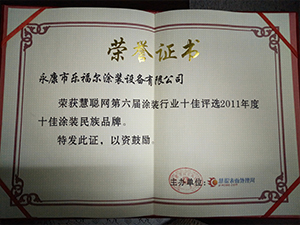 荣誉证书
永康市乐福尔涂装设备有限公司
荣获慧聪网第六届涂装行业十佳评选2011年度
十佳涂装民族品牌。
特发此证，以资鼓励。
主办单位: